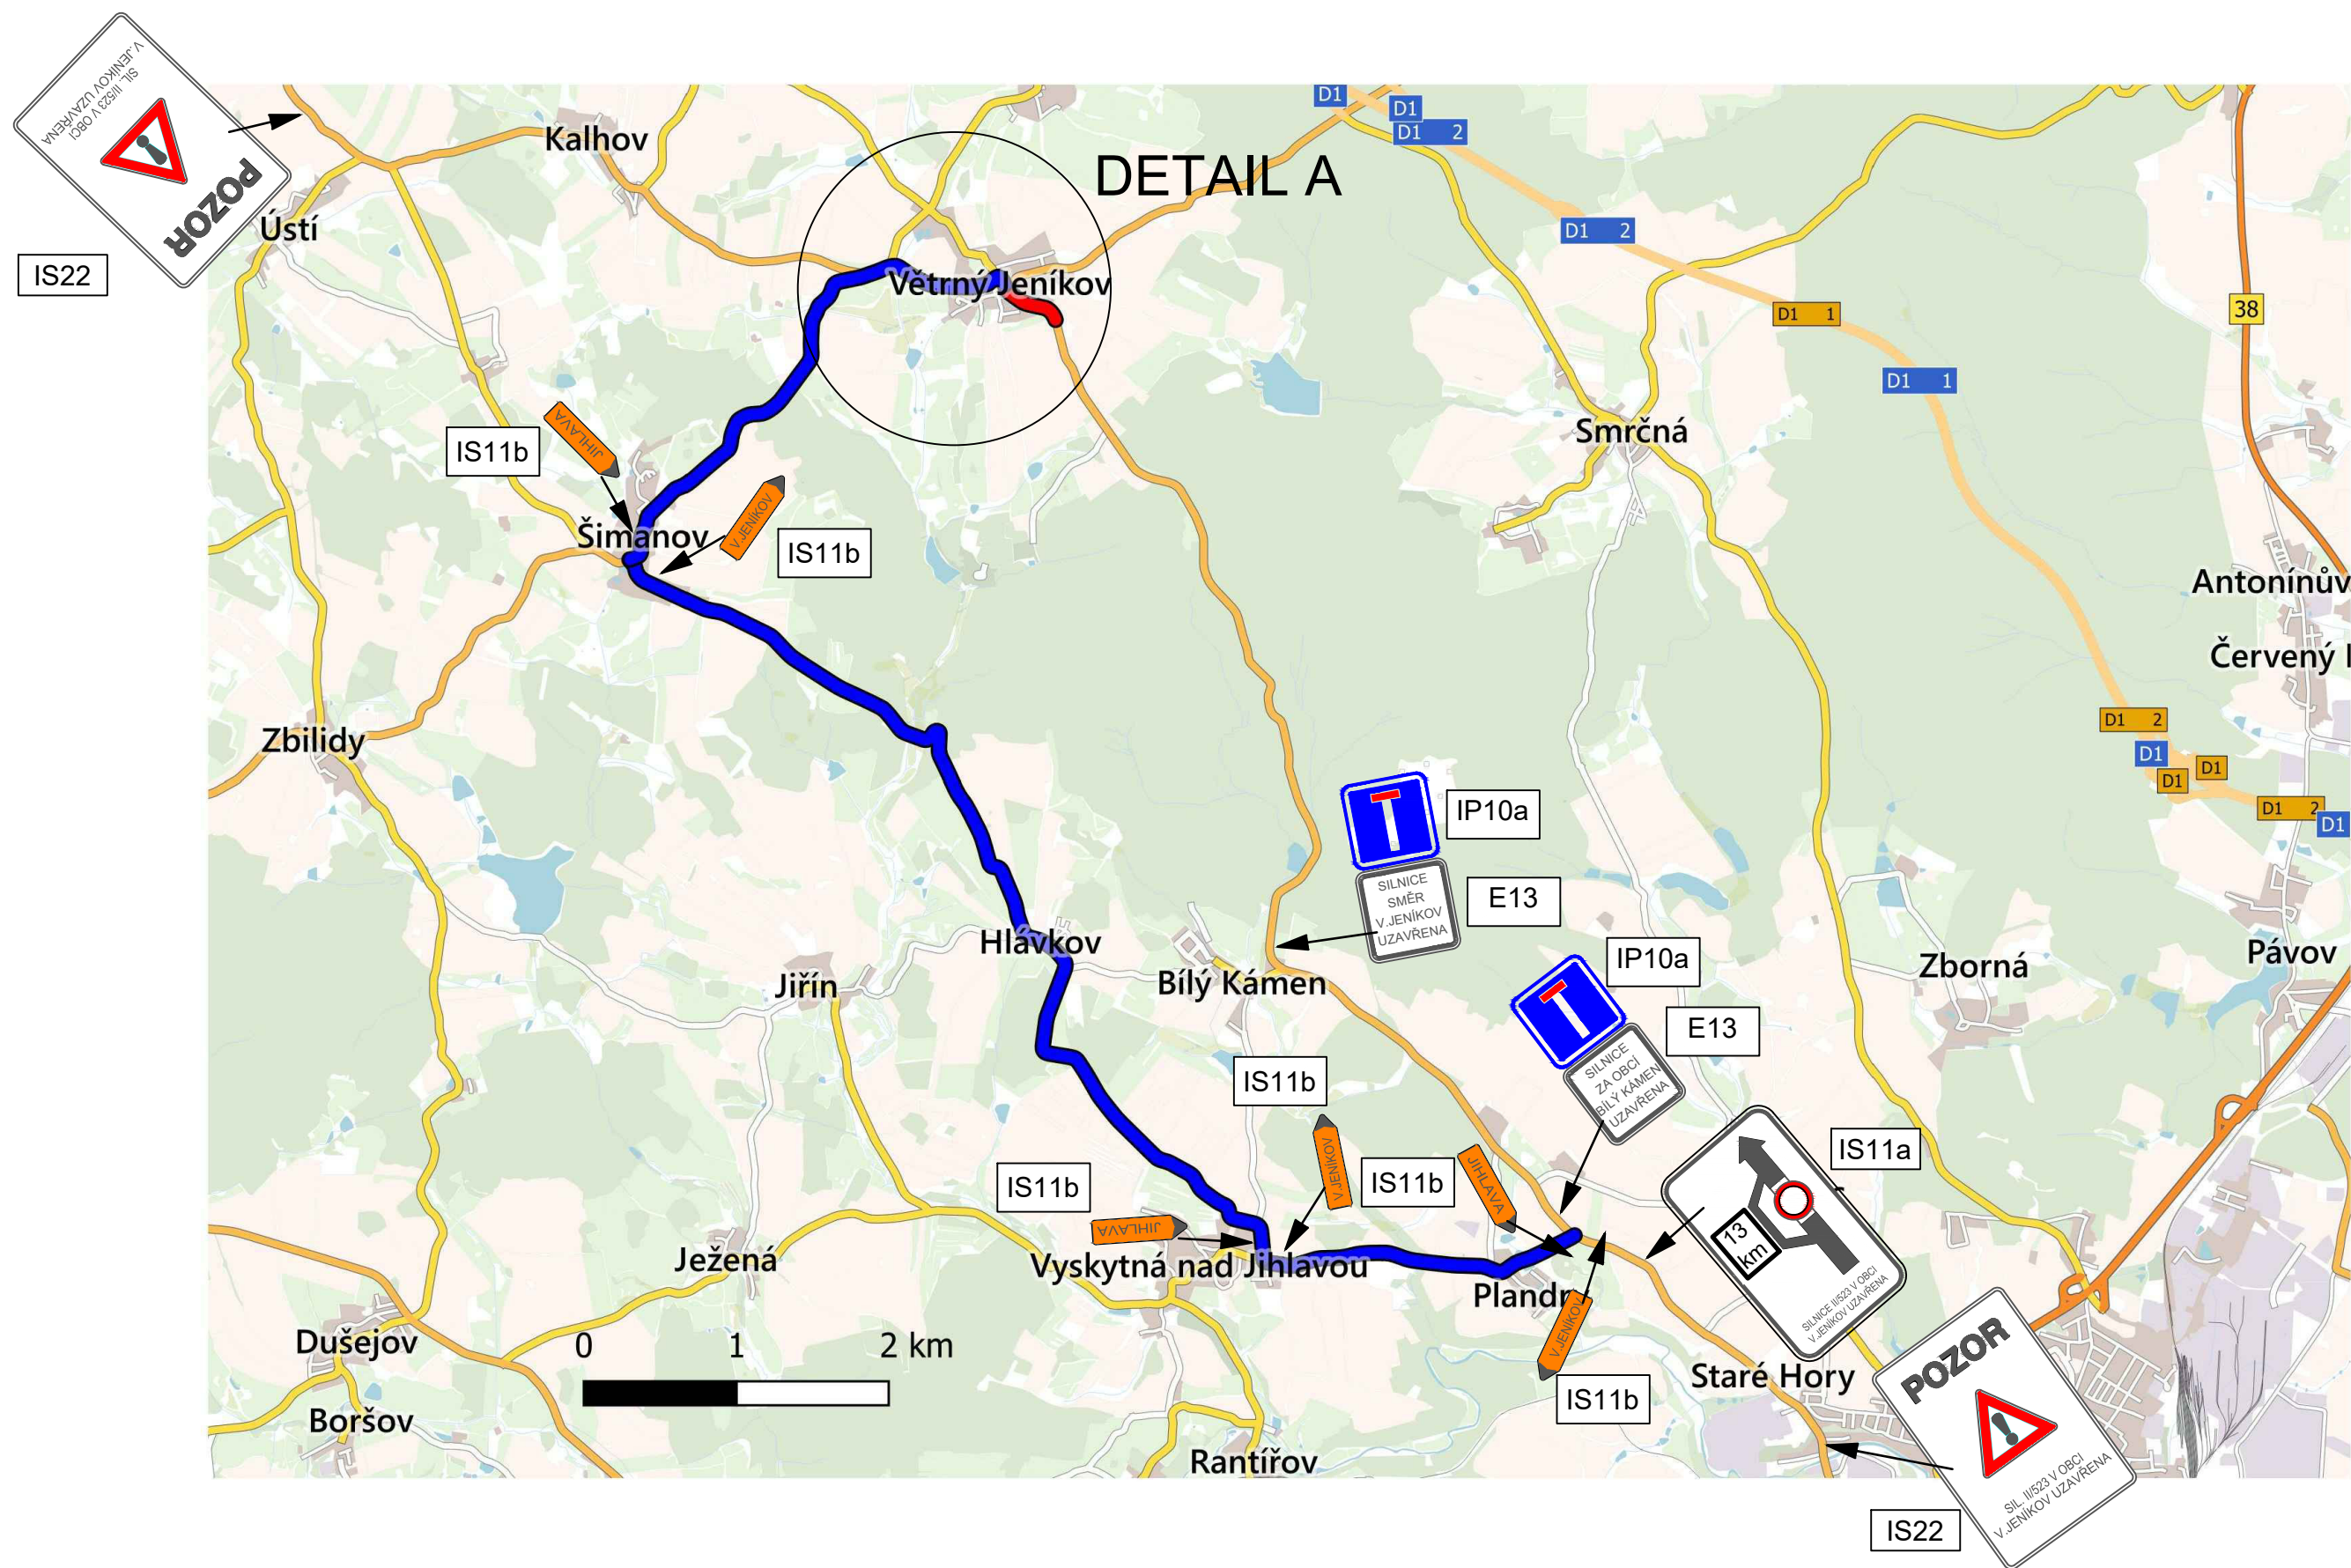 V.JENÍKOV UZAVŘENA
SIL. II/523 V OBCI
POZOR
IS22
Ústí
Kalhov
DETAIL A
D1
D1
D1 2
D1 2
D1 1
D1 1
38
Větrný Jeníkov
Smrčná
IS11b
JIHLAVA
V.JENÍKOV
IS11b
Šimanov
Antonínův
Červený
Zbilidy
D1 2
D1
D1
D1
D1 2
D1
IP10a
SILNICE
SMĚR
V.JENÍKOV
UZAVŘENA
E13
Hlávkov
Jiřín
Bílý Kámen
IP10a
SILNICE
ZA OBCÍ
BÍLÝ KÁMEN
UZAVŘENA
E13
Zborná
Pávov
IS11b
V.JENÍKOV
IS11b
JIHLAVA
IS11b
JIHLAVA
IS11a
13
km
SILNICE II/523 V OBCI
V.JENÍKOV UZAVŘENA
Ježená
Vyskytná nad Jihlavou
Plandr
V.JENÍKOV
IS11b
Dušejov
0 1 2 km
Boršov
Rantířov
Staré Hory
POZOR
SIL. II/523 V OBCI
V.JENÍKOV UZAVŘENA
IS22